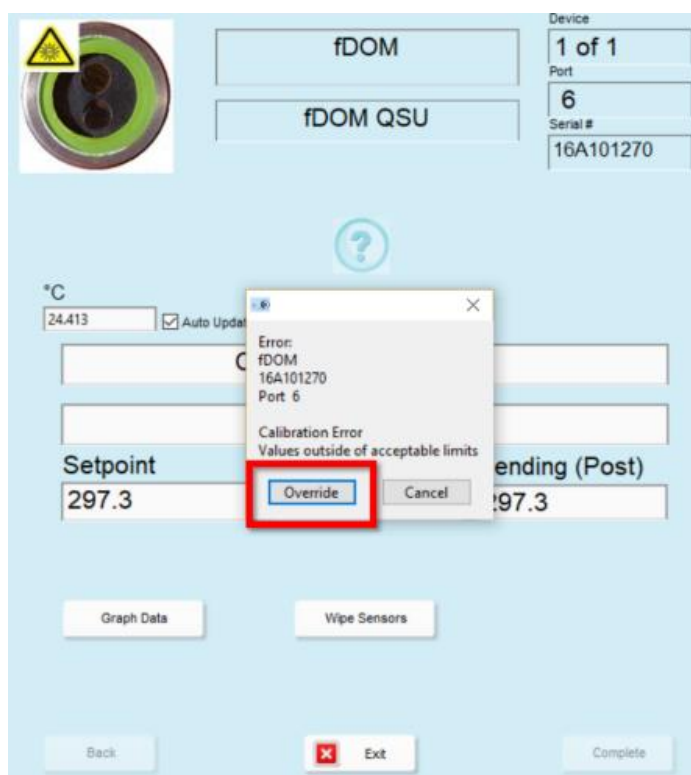 Device
fDOM
1 of 1
Port
fDOM QSU
6
Serial #
16A101270
?
°C
24.413
Auto Updat
Error:
fDOM
16A101270
Port 6
Calibration Error
Values outside of acceptable limits
Override Cancel
Setpoint
ending (Post)
297.3
297.3
Graph Data
Wipe Sensors
Back
Exit
Complete